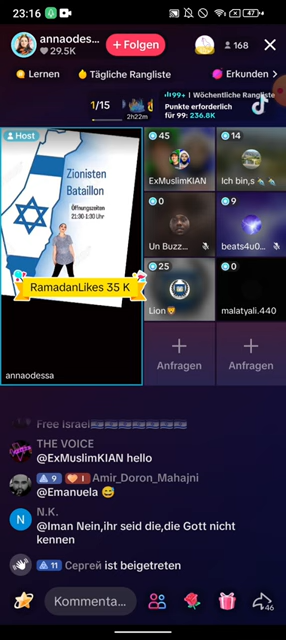 23:16
annaodes...
29.5K
+ Folgen
168
Lernen
Tägliche Rangliste
Erkunden
1/15
2h22m
99+ | Wöchentliche Rangliste
Punkte erforderlich
für 99: 236.8K
Host
Zionisten
Bataillon
Öffnungszeiten
21:30-1:00 Uhr
RamadanLikes 35 K
annaodessa
45
ExMuslimKIAN
14
Ich bin,s
0
Un Buzz...
9
beats4u0...
25
Lion
0
malatyali.440
Anfragen
Anfragen
Free Israel
THE VOICE
@ExMuslimKIAN hello
9 1 Amir_Doron_Mahajni
@Emanuela
N
N.K.
@Iman Nein,ihr seid die,die Gott nicht
kennen
11 Сергей ist beigetreten
Kommenta...
46